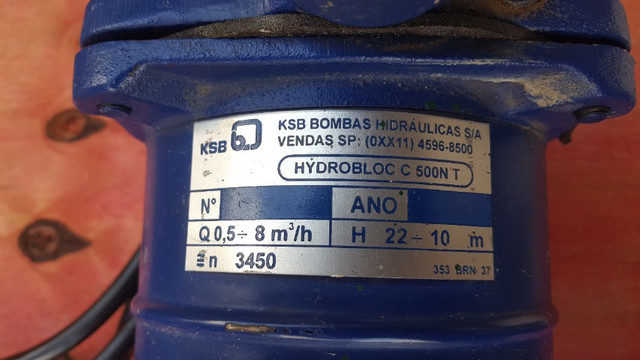 KSB
KSB BOMBAS HIDRÁULICAS S/A
VENDAS SP: (0XX11) 4596-8500
HYDROBLOC C 500N T
N° ANO
Q 0,5÷8 m³/h H 22÷10 m
n 3450
353 BRN 37